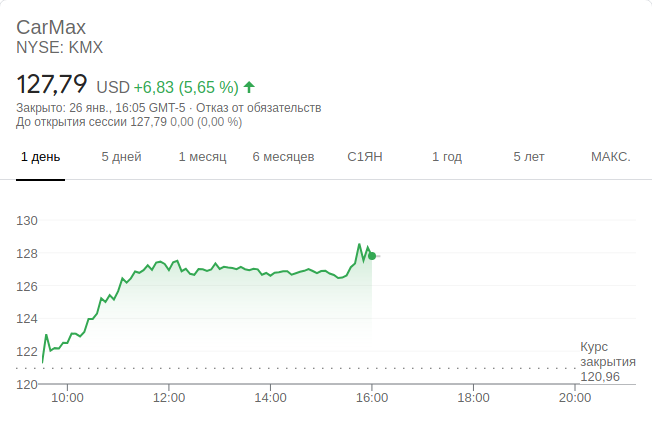 CarMax
NYSE: KMX
127,79 USD +6,83 (5,65 %)
Закрыто: 26 янв., 16:05 GMT-5 · Отказ от обязательств
До открытия сессии 127,79 0,00 (0,00 %)
1 день 5 дней 1 месяц 6 месяцев С1ЯН 1 год 5 лет МАКС.
130
128
126
124
122
Курс
закрытия
120,96
120
10:00 12:00 14:00 16:00 18:00 20:00